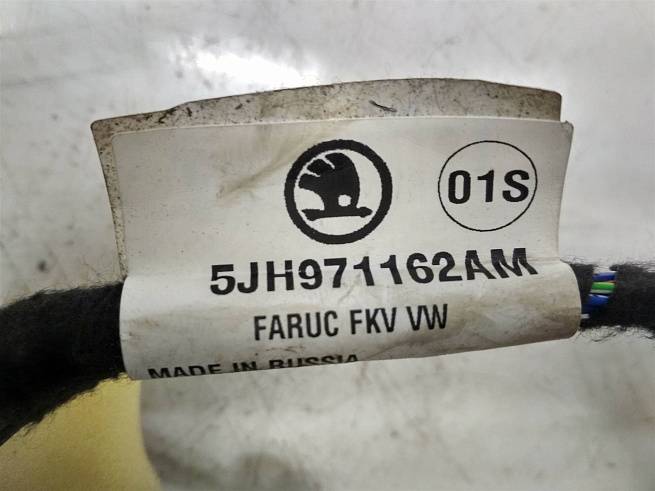 01S
5JH971162AM
FARUC FKV VW
MADE IN RUSSIA